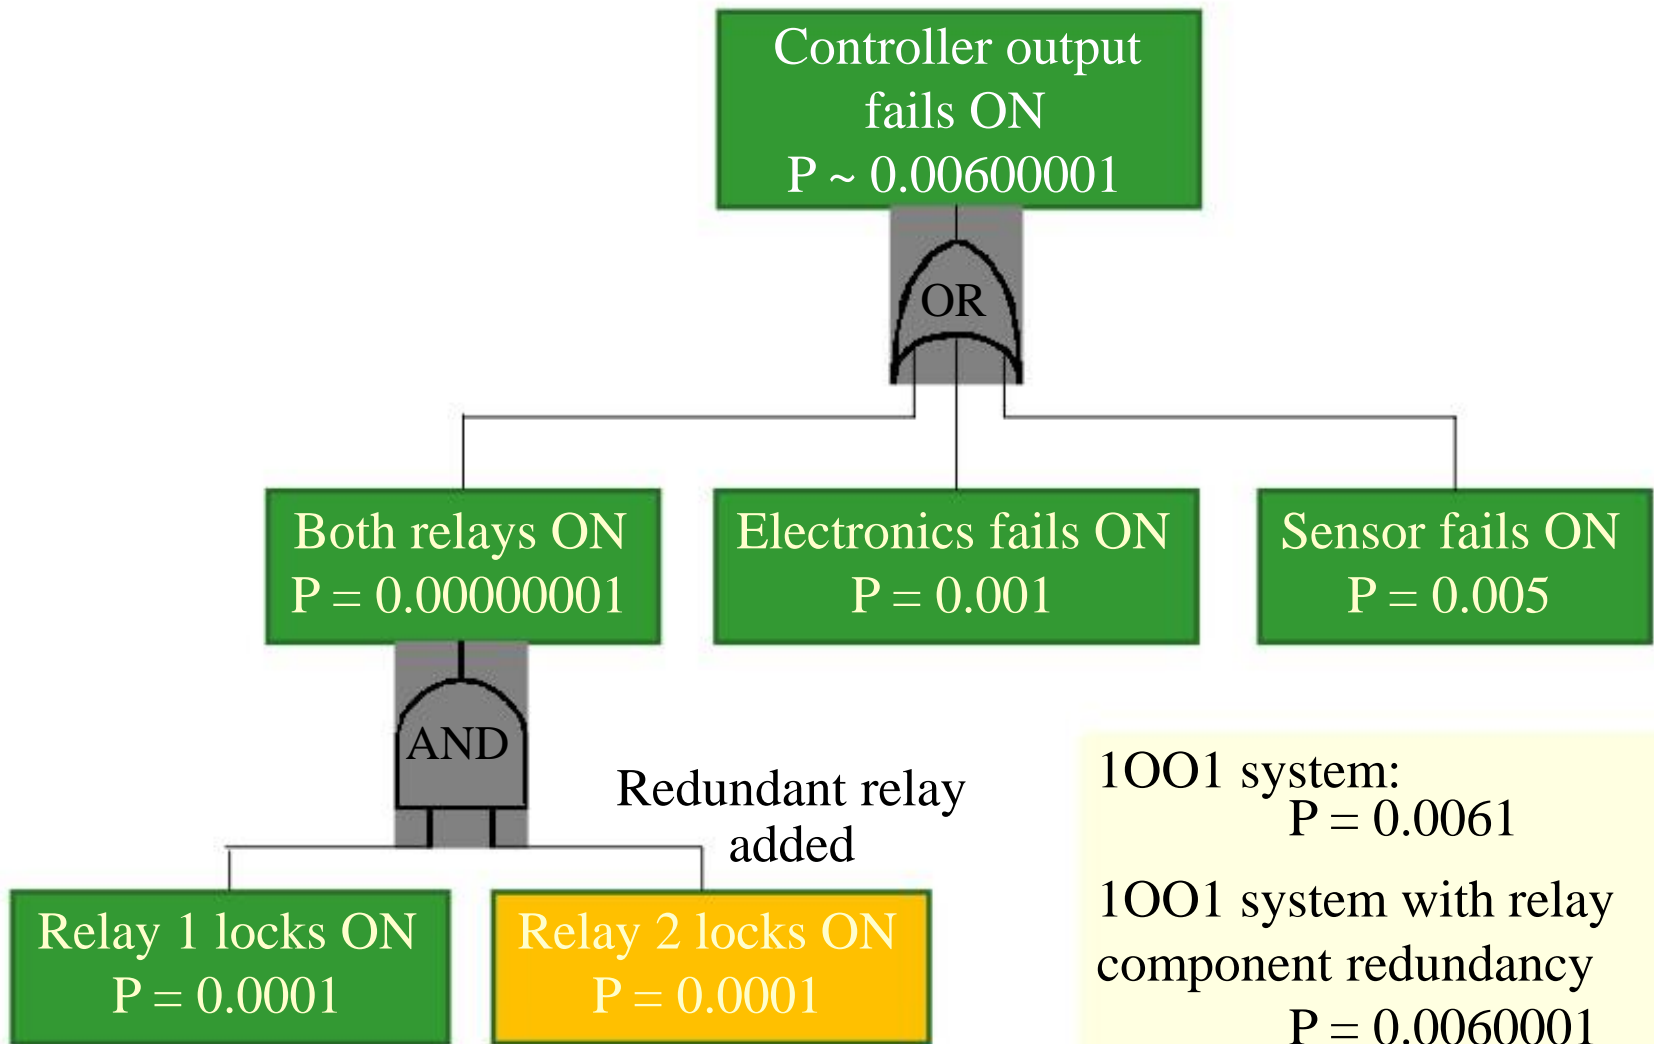 Controller output
fails ON
P ~ 0.00600001
OR
Both relays ON
P = 0.00000001
Electronics fails ON
P = 0.001
Sensor fails ON
P = 0.005
AND
Redundant relay
added
Relay 1 locks ON
P = 0.0001
Relay 2 locks ON
P = 0.0001
1OO1 system:
P = 0.0061
1OO1 system with relay
component redundancy
P = 0.0060001